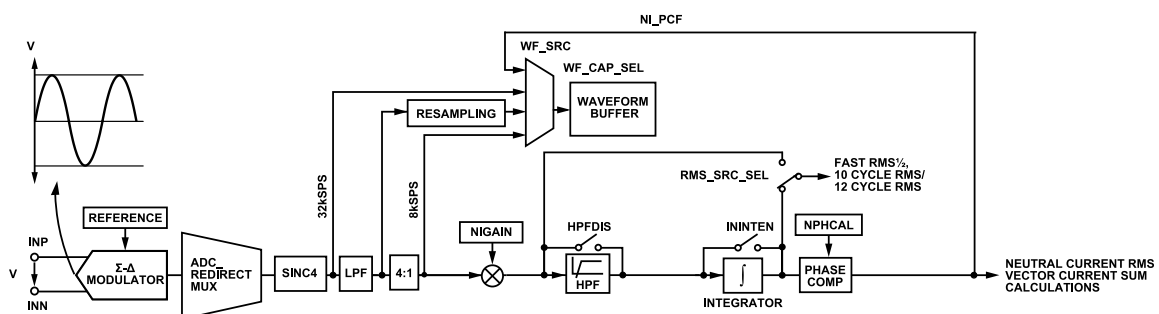 NI_PCF
V
WF_SRC
WF_CAP_SEL
RESAMPLING
WAVEFORM
BUFFER
32kSPS
8kSPS
RMS_SRC_SEL
FAST RMS½,
10 CYCLE RMS/
12 CYCLE RMS
REFERENCE
NIGAIN
HPFDIS
ININTEN
NPHCAL
INP
V
INN
Σ-Δ
MODULATOR
ADC_
REDIRECT
MUX
SINC4
LPF
4:1
HPF
∫
INTEGRATOR
PHASE
COMP
NEUTRAL CURRENT RMS
VECTOR CURRENT SUM
CALCULATIONS